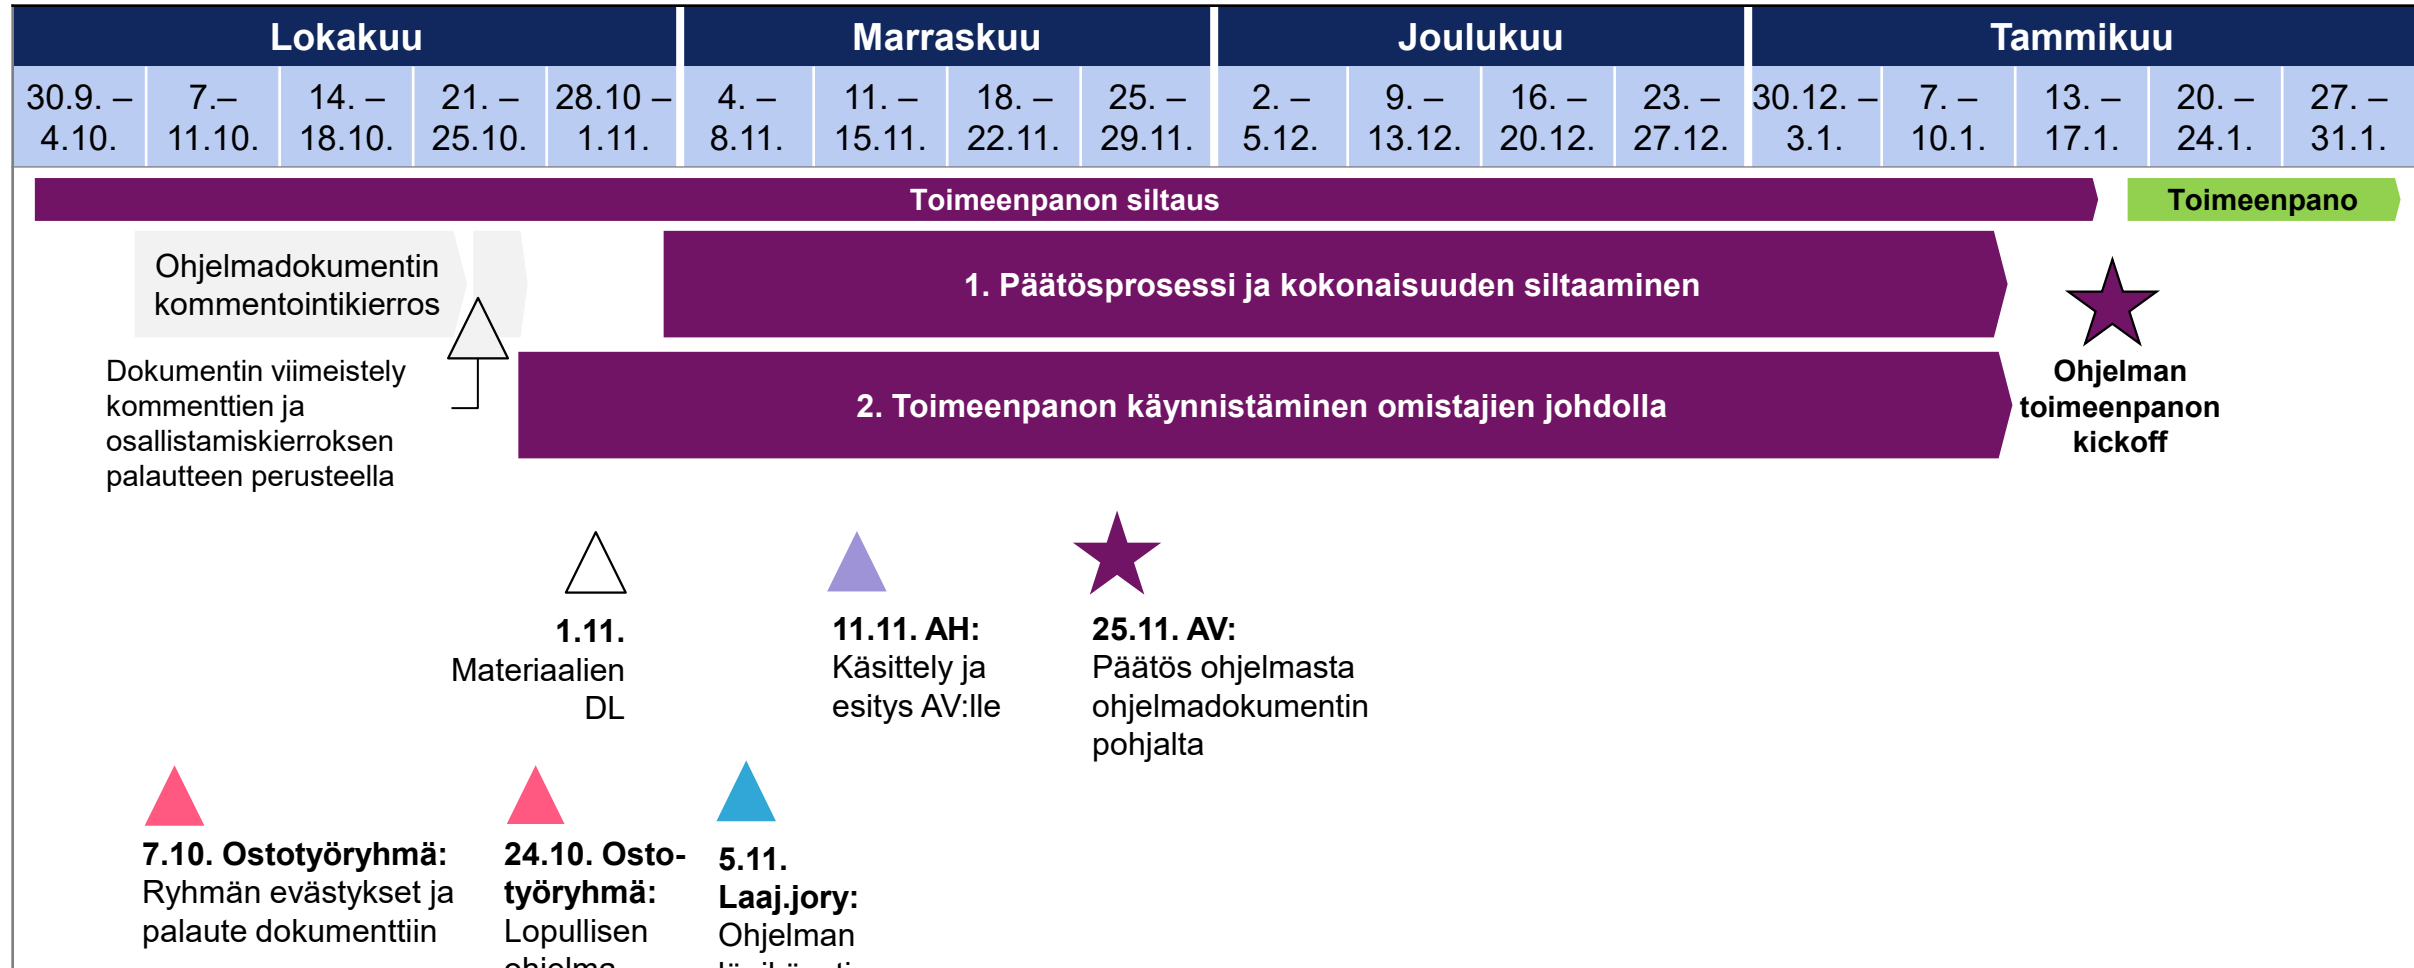 Lokakuu
Marraskuu
Joulukuu
Tammikuu
30.9. –
4.10.
7.–
11.10.
14. –
18.10.
21. –
25.10.
28.10 –
1.11.
4. –
8.11.
11. –
15.11.
18. –
22.11.
25. –
29.11.
2. –
5.12.
9. –
13.12.
16. –
20.12.
23. –
27.12.
30.12. –
3.1.
7. –
10.1.
13. –
17.1.
20. –
24.1.
27. –
31.1.
Toimeenpanon siltaus
Toimeenpano
Ohjelmadokumentin
kommentointikierros
1. Päätösprosessi ja kokonaisuuden siltaaminen
Dokumentin viimeistely
kommenttien ja
osallistamiskierroksen
palautteen perusteella
2. Toimeenpanon käynnistäminen omistajien johdolla
Ohjelman
toimeenpanon
kickoff
1.11.
Materiaalien
DL
11.11. AH:
Käsittely ja
esitys AV:lle
25.11. AV:
Päätös ohjelmasta
ohjelmadokumentin
pohjalta
7.10. Ostotyöryhmä:
Ryhmän evästykset ja
palaute dokumenttiin
24.10. Osto-
työryhmä:
Lopullisen
5.11.
Laaj.jory:
Ohjelman